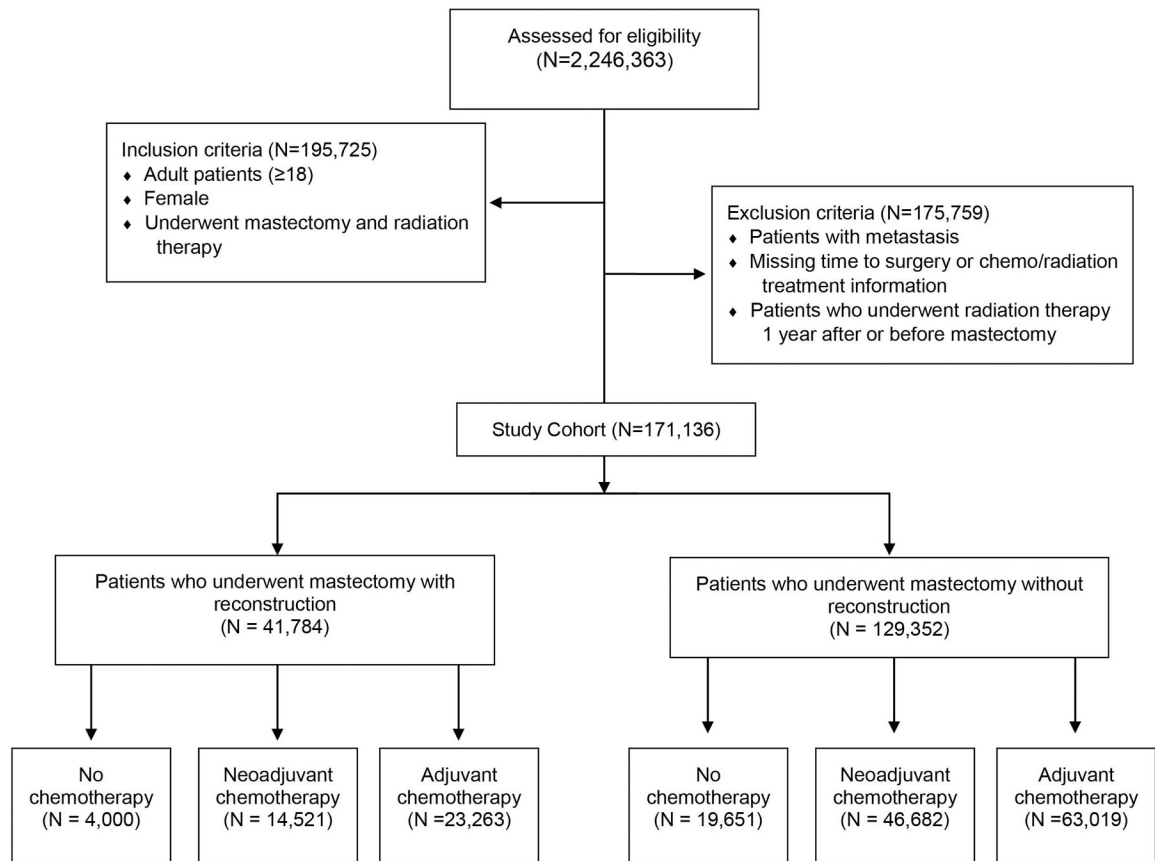 Assessed for eligibility
(N=2,246,363)
Inclusion criteria (N=195,725)
♦ Adult patients (≥18)
♦ Female
♦ Underwent mastectomy and radiation
therapy
Exclusion criteria (N=175,759)
♦ Patients with metastasis
♦ Missing time to surgery or chemo/radiation
treatment information
♦ Patients who underwent radiation therapy
1 year after or before mastectomy
Study Cohort (N=171,136)
Patients who underwent mastectomy with
reconstruction
(N = 41,784)
Patients who underwent mastectomy without
reconstruction
(N = 129,352)
No
chemotherapy
(N = 4,000)
Neoadjuvant
chemotherapy
(N = 14,521)
Adjuvant
chemotherapy
(N =23,263)
No
chemotherapy
(N = 19,651)
Neoadjuvant
chemotherapy
(N = 46,682)
Adjuvant
chemotherapy
(N =63,019)